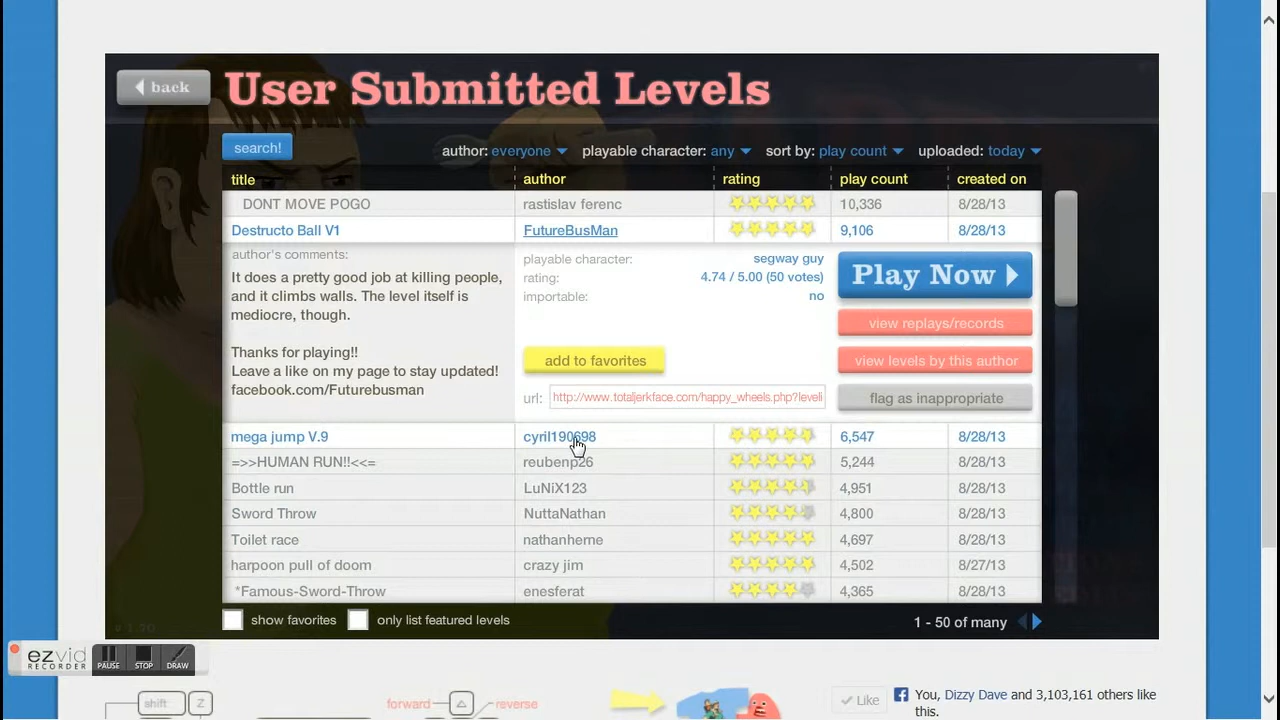 back
User Submitted Levels
search!
author: everyone playable character: any sort by: play count uploaded: today
title author rating play count created on
DONT MOVE POGO rastislav ferenc 10,336 8/28/13
Destructo Ball V1 FutureBusMan 9,106 8/28/13
author's comments:
It does a pretty good job at killing people,
and it climbs walls. The level itself is
mediocre, though.
Thanks for playing!!
Leave a like on my page to stay updated!
facebook.com/Futurebusman
playable character: segway guy
rating: 4.74 / 5.00 (50 votes)
importable: no
add to favorites
url: http://www.totaljerkface.com/happy_wheels.php?leveli
Play Now
view replays/records
view levels by this author
flag as inappropriate
mega jump V.9 cyril190698 6,547 8/28/13
=>>HUMAN RUN!!<<= reubenp26 5,244 8/28/13
Bottle run LuNiX123 4,951 8/28/13
Sword Throw NuttaNathan 4,800 8/28/13
Toilet race nathanherne 4,697 8/28/13
harpoon pull of doom crazy jim 4,502 8/27/13
*Famous-Sword-Throw enesferat 4,365 8/28/13
show favorites only list featured levels 1 - 50 of many
v 1.70
ezvid
RECORDER
PAUSE STOP DRAW
shift Z forward reverse
Like
You, Dizzy Dave and 3,103,161 others like
this.